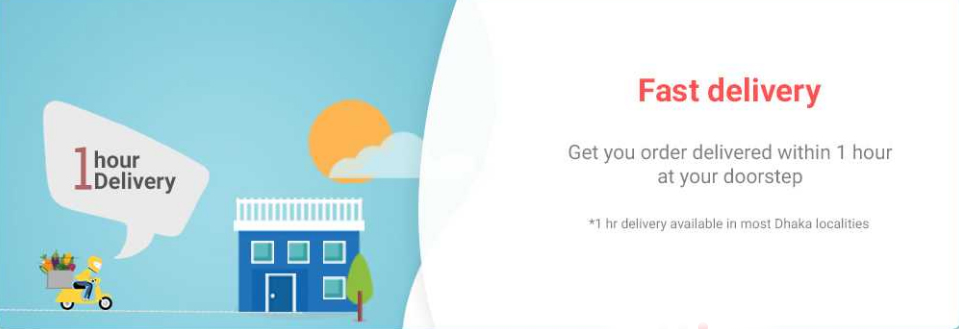 1 hour
Delivery
Fast delivery
Get you order delivered within 1 hour
at your doorstep
*1 hr delivery available in most Dhaka localities